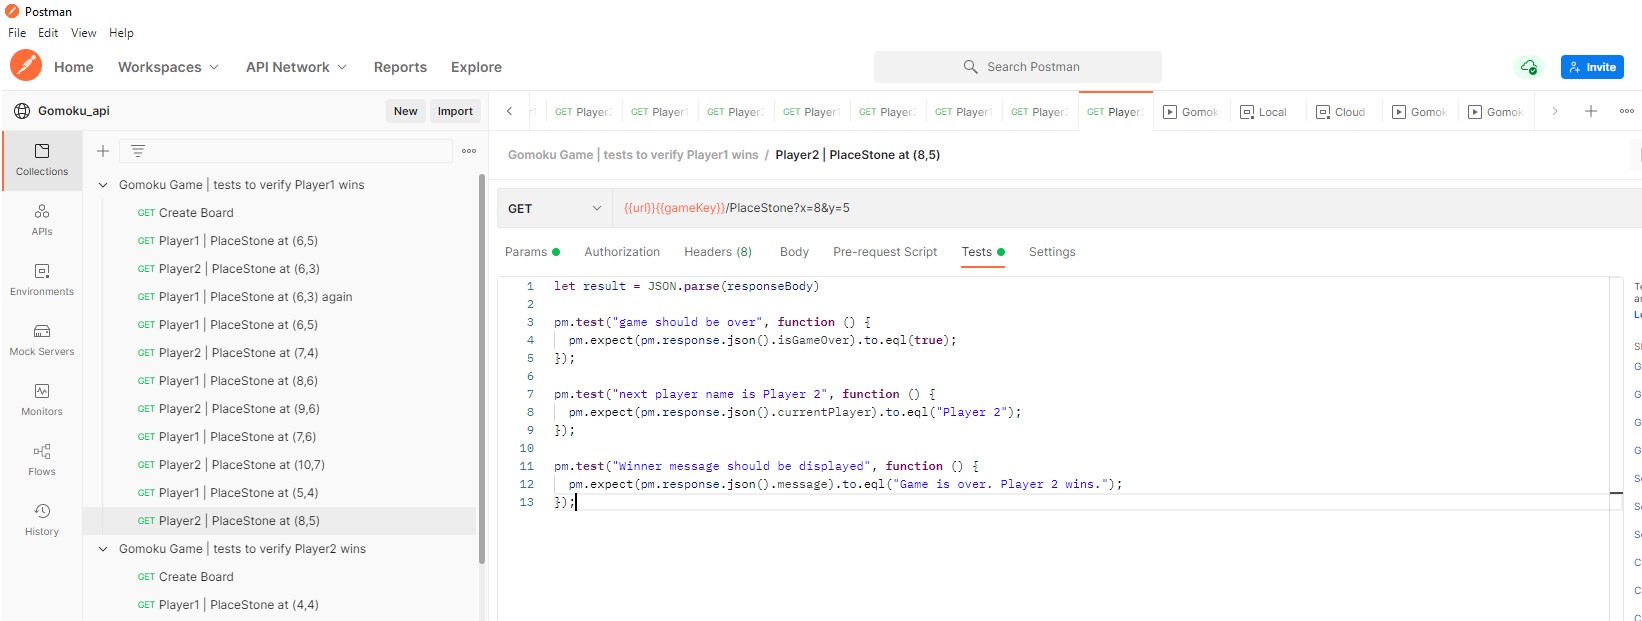 Postman
File Edit View Help
Home Workspaces API Network Reports Explore Search Postman Invite
Gomoku_api New Import
GET Player GET Player GET Player GET Player GET Player GET Player GET Player GET Player Gomok Local Cloud Gomok Gomok
Collections
APIs
Environments
Mock Servers
Monitors
Flows
History
Gomoku Game | tests to verify Player1 wins
GET Create Board
GET Player1 | PlaceStone at (6,5)
GET Player2 | PlaceStone at (6,3)
GET Player1 | PlaceStone at (6,3) again
GET Player1 | PlaceStone at (6,5)
GET Player2 | PlaceStone at (7,4)
GET Player1 | PlaceStone at (8,6)
GET Player2 | PlaceStone at (9,6)
GET Player1 | PlaceStone at (7,6)
GET Player2 | PlaceStone at (10,7)
GET Player1 | PlaceStone at (5,4)
GET Player2 | PlaceStone at (8,5)
Gomoku Game | tests to verify Player2 wins
GET Create Board
GET Player1 | PlaceStone at (4,4)
Gomoku Game | tests to verify Player1 wins / Player2 | PlaceStone at (8,5)
GET {{url}}{{gameKey}}/PlaceStone?x=8&y=5
Params Authorization Headers (8) Body Pre-request Script Tests Settings
1 let result = JSON.parse(responseBody)
2
3 pm.test("game should be over", function () {
4 pm.expect(pm.response.json().isGameOver).to.eql(true);
5 });
6
7 pm.test("next player name is Player 2", function () {
8 pm.expect(pm.response.json().currentPlayer).to.eql("Player 2");
9 });
10
11 pm.test("Winner message should be displayed", function () {
12 pm.expect(pm.response.json().message).to.eql("Game is over. Player 2 wins.");
13 });